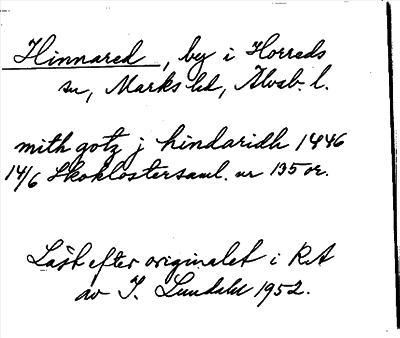 Hinnared, by i Horreds
sn, Marks hd, Älvsb. l.
mith gotz j hindaridh 1446
14/6 Skoklostersaml. nr 135 or.
Läst efter originalet i RA
av I. Lundahl 1952.